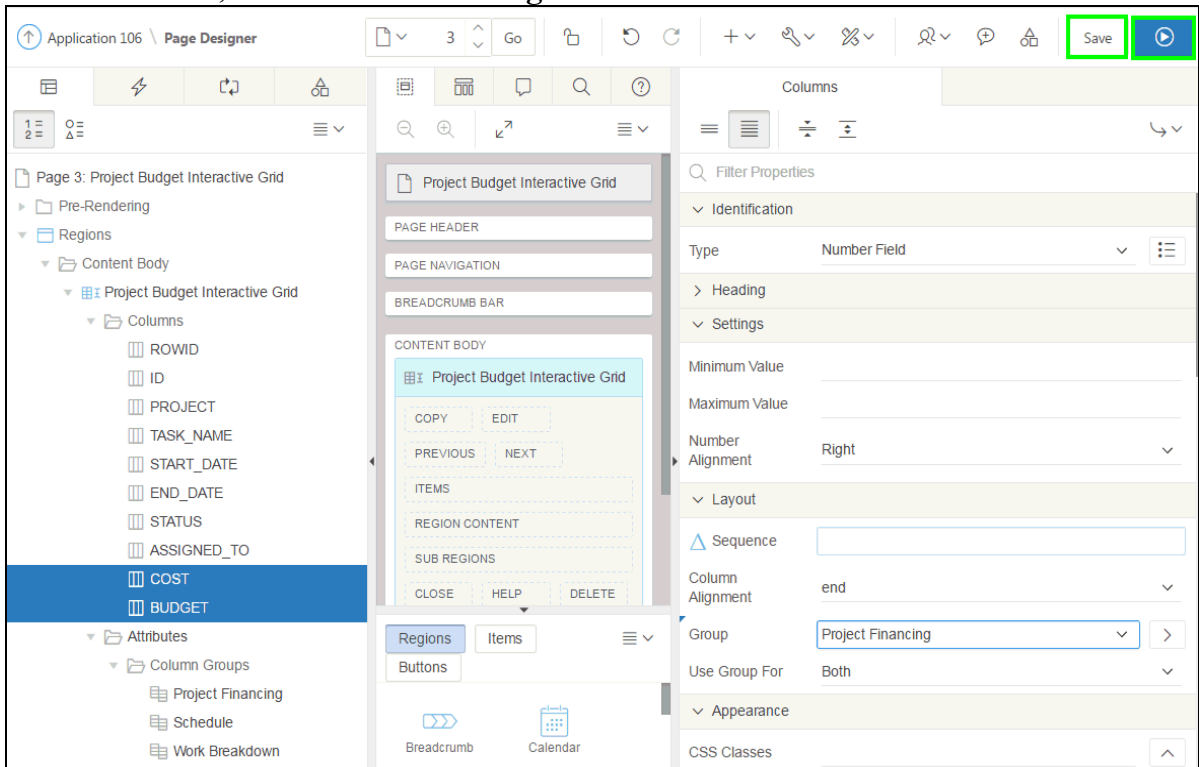 Application 106 \ Page Designer
3
Go
Save
Columns
Page 3: Project Budget Interactive Grid
Pre-Rendering
Regions
Content Body
Project Budget Interactive Grid
Columns
ROWID
ID
PROJECT
TASK_NAME
START_DATE
END_DATE
STATUS
ASSIGNED_TO
COST
BUDGET
Attributes
Column Groups
Project Financing
Schedule
Work Breakdown
Project Budget Interactive Grid
PAGE HEADER
PAGE NAVIGATION
BREADCRUMB BAR
CONTENT BODY
Project Budget Interactive Grid
COPY EDIT
PREVIOUS NEXT
ITEMS
REGION CONTENT
SUB REGIONS
CLOSE HELP DELETE
Regions Items
Buttons
Breadcrumb Calendar
Filter Properties
Identification
Type Number Field
Heading
Settings
Minimum Value
Maximum Value
Number
Alignment Right
Layout
Sequence
Column
Alignment end
Group Project Financing
Use Group For Both
Appearance
CSS Classes